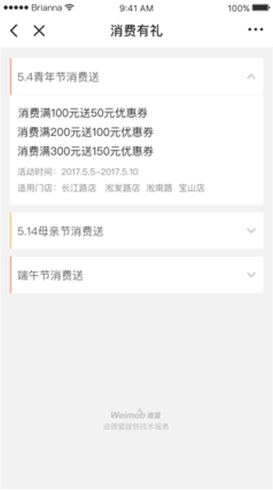 Brianna 9:41 AM 100%
消费有礼
5.4青年节消费送
消费满100元送50元优惠券
消费满200元送100元优惠券
消费满300元送150元优惠券
活动时间：2017.5.5~2017.5.10
适用门店：长江路店 淞发路店 淞南路 宝山店
5.14母亲节消费送
端午节消费送
Weimob 微盟
由微盟提供技术服务